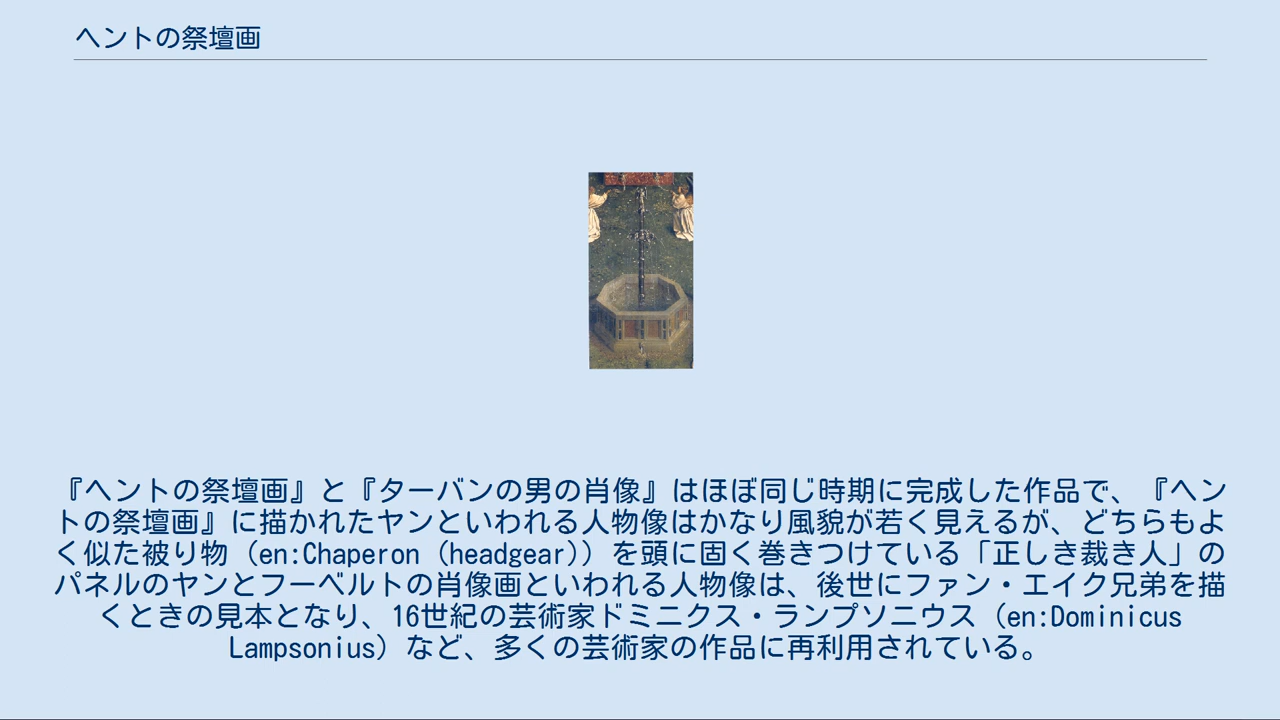 ヘントの祭壇画
『ヘントの祭壇画』と『ターバンの男の肖像』はほぼ同じ時期に完成した作品で、『ヘン
トの祭壇画』に描かれたヤンといわれる人物像はかなり風貌が若く見えるが、どちらもよ
く似た被り物（en:Chaperon（headgear））を頭に固く巻きつけている「正しき裁き人」の
パネルのヤンとフーベルトの肖像画といわれる人物像は、後世にファン・エイク兄弟を描
くときの見本となり、16世紀の芸術家ドミニクス・ランプソニウス（en:Dominicus
Lampsonius）など、多くの芸術家の作品に再利用されている。